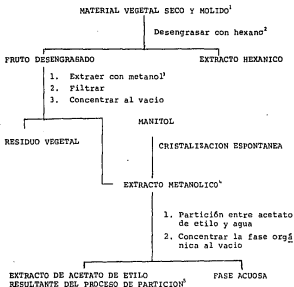 MATERIAL VEGETAL SECO Y MOLIDO¹
Desengrasar con hexano²
FRUTO DESENGRASADO
EXTRACTO HEXANICO
1. Extraer con metanol³
2. Filtrar
3. Concentrar al vacio
MANITOL
RESIDUO VEGETAL
CRISTALIZACION ESPONTANEA
EXTRACTO METANOLICO⁴
1. Partición entre acetato
de etilo y agua
2. Concentrar la fase orgá
nica al vacio
EXTRACTO DE ACETATO DE ETILO
RESULTANTE DEL PROCESO DE PARTICION⁵
FASE ACUOSA